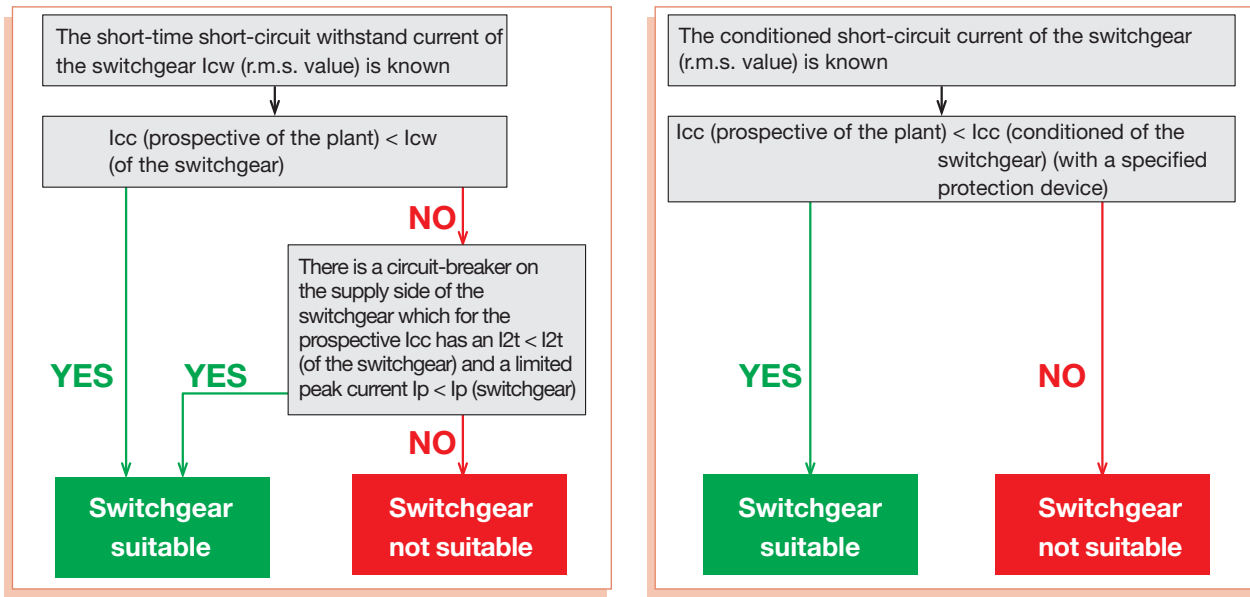 The short-time short-circuit withstand current of
the switchgear Icw (r.m.s. value) is known
Icc (prospective of the plant) < Icw
(of the switchgear)
NO
There is a circuit-breaker on
the supply side of the
switchgear which for the
prospective Icc has an I2t < I2t
(of the switchgear) and a limited
peak current Ip < Ip (switchgear)
YES
YES
NO
Switchgear
suitable
Switchgear
not suitable
The conditioned short-circuit current of the switchgear
(r.m.s. value) is known
Icc (prospective of the plant) < Icc (conditioned of the
switchgear) (with a specified
protection device)
YES
NO
Switchgear
suitable
Switchgear
not suitable